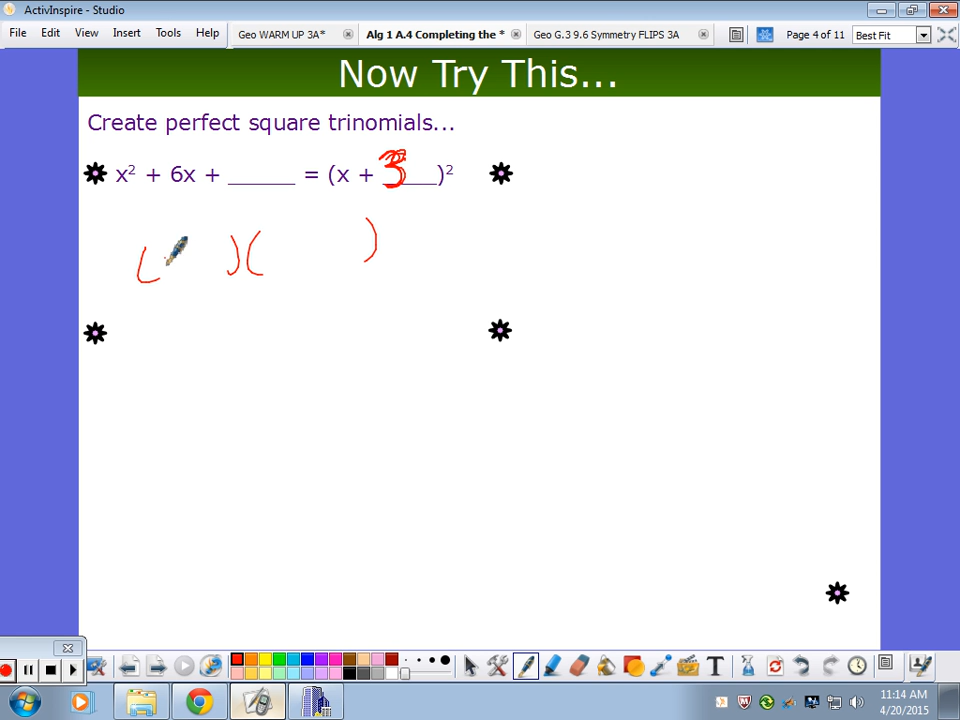 ActivInspire - Studio
File Edit View Insert Tools Help Geo WARM UP 3A* Alg 1 A.4 Completing the * Geo G.3 9.6 Symmetry FLIPS 3A Page 4 of 11 Best Fit
Now Try This...
Create perfect square trinomials...
x² + 6x + _____ = (x + 3____)²
( )( )
T
11:14 AM
4/20/2015